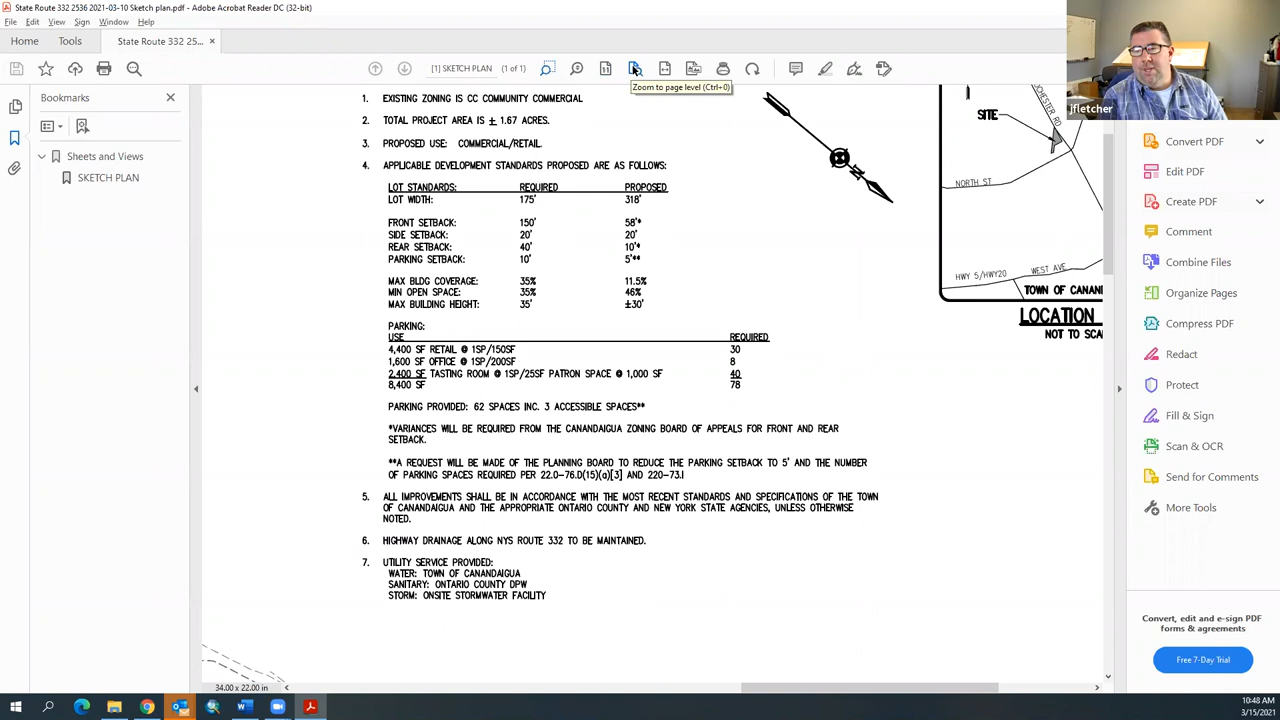 State Route 332 2536 2021-03-10 Sketch plan.pdf - Adobe Acrobat Reader DC (32-bit)
File Edit View Sign Window Help
Home Tools State Route 332 25... ×
[1] SKETCH PLAN (1 of 1)
Zoom to page level (Ctrl+0)
jfletcher
Bookmarks
Sheets and Views
SKETCH PLAN
1. EXISTING ZONING IS CC COMMUNITY COMMERCIAL
2. TOTAL PROJECT AREA IS ± 1.67 ACRES.
3. PROPOSED USE: COMMERCIAL/RETAIL.
4. APPLICABLE DEVELOPMENT STANDARDS PROPOSED ARE AS FOLLOWS:
LOT STANDARDS: REQUIRED PROPOSED
LOT WIDTH: 175' 318'
FRONT SETBACK: 150' 58'*
SIDE SETBACK: 20' 20'
REAR SETBACK: 40' 10'*
PARKING SETBACK: 10' 5'**
MAX BLDG COVERAGE: 35% 11.5%
MIN OPEN SPACE: 35% 46%
MAX BUILDING HEIGHT: 35' ±30'
PARKING:
USE REQUIRED
4,400 SF RETAIL @ 1SP/150SF 30
1,600 SF OFFICE @ 1SP/200SF 8
2,400 SF TASTING ROOM @ 1SP/25SF PATRON SPACE @ 1,000 SF 40
8,400 SF 78
PARKING PROVIDED: 62 SPACES INC. 3 ACCESSIBLE SPACES**
*VARIANCES WILL BE REQUIRED FROM THE CANANDAIGUA ZONING BOARD OF APPEALS FOR FRONT AND REAR
SETBACK.
**A REQUEST WILL BE MADE OF THE PLANNING BOARD TO REDUCE THE PARKING SETBACK TO 5' AND THE NUMBER
OF PARKING SPACES REQUIRED PER 22.0-76.D(15)(a)[3] AND 220-73.I
5. ALL IMPROVEMENTS SHALL BE IN ACCORDANCE WITH THE MOST RECENT STANDARDS AND SPECIFICATIONS OF THE TOWN
OF CANANDAIGUA AND THE APPROPRIATE ONTARIO COUNTY AND NEW YORK STATE AGENCIES, UNLESS OTHERWISE
NOTED.
6. HIGHWAY DRAINAGE ALONG NYS ROUTE 332 TO BE MAINTAINED.
7. UTILITY SERVICE PROVIDED:
WATER: TOWN OF CANANDAIGUA
SANITARY: ONTARIO COUNTY DPW
STORM: ONSITE STORMWATER FACILITY
N
SITE
NORTH ST
HWY 5/HWY20
WEST AVE
TOWN OF CANAN
LOCATION
NOT TO SCA
Convert PDF
Edit PDF
Create PDF
Comment
Combine Files
Organize Pages
Compress PDF
Redact
Protect
Fill & Sign
Scan & OCR
Send for Comments
More Tools
Convert, edit and e-sign PDF
forms & agreements
Free 7-Day Trial
34.00 x 22.00 in
10:48 AM
3/15/2021